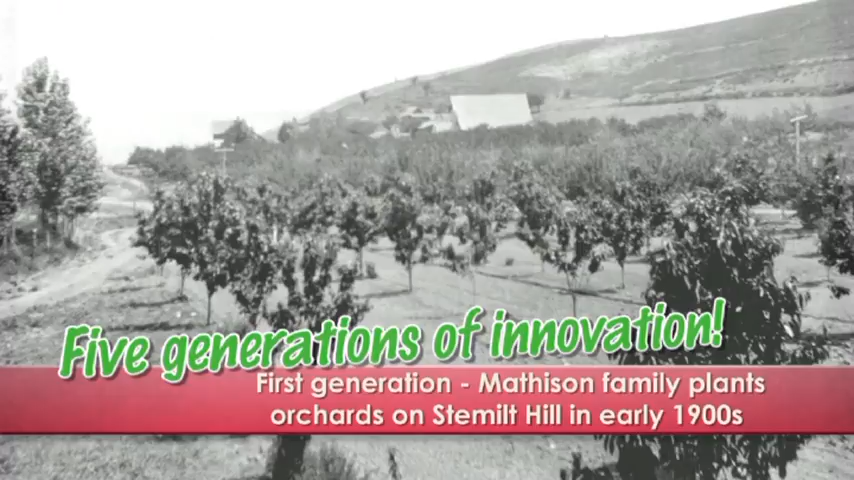 Five generations of innovation!
First generation - Mathison family plants
orchards on Stemilt Hill in early 1900s